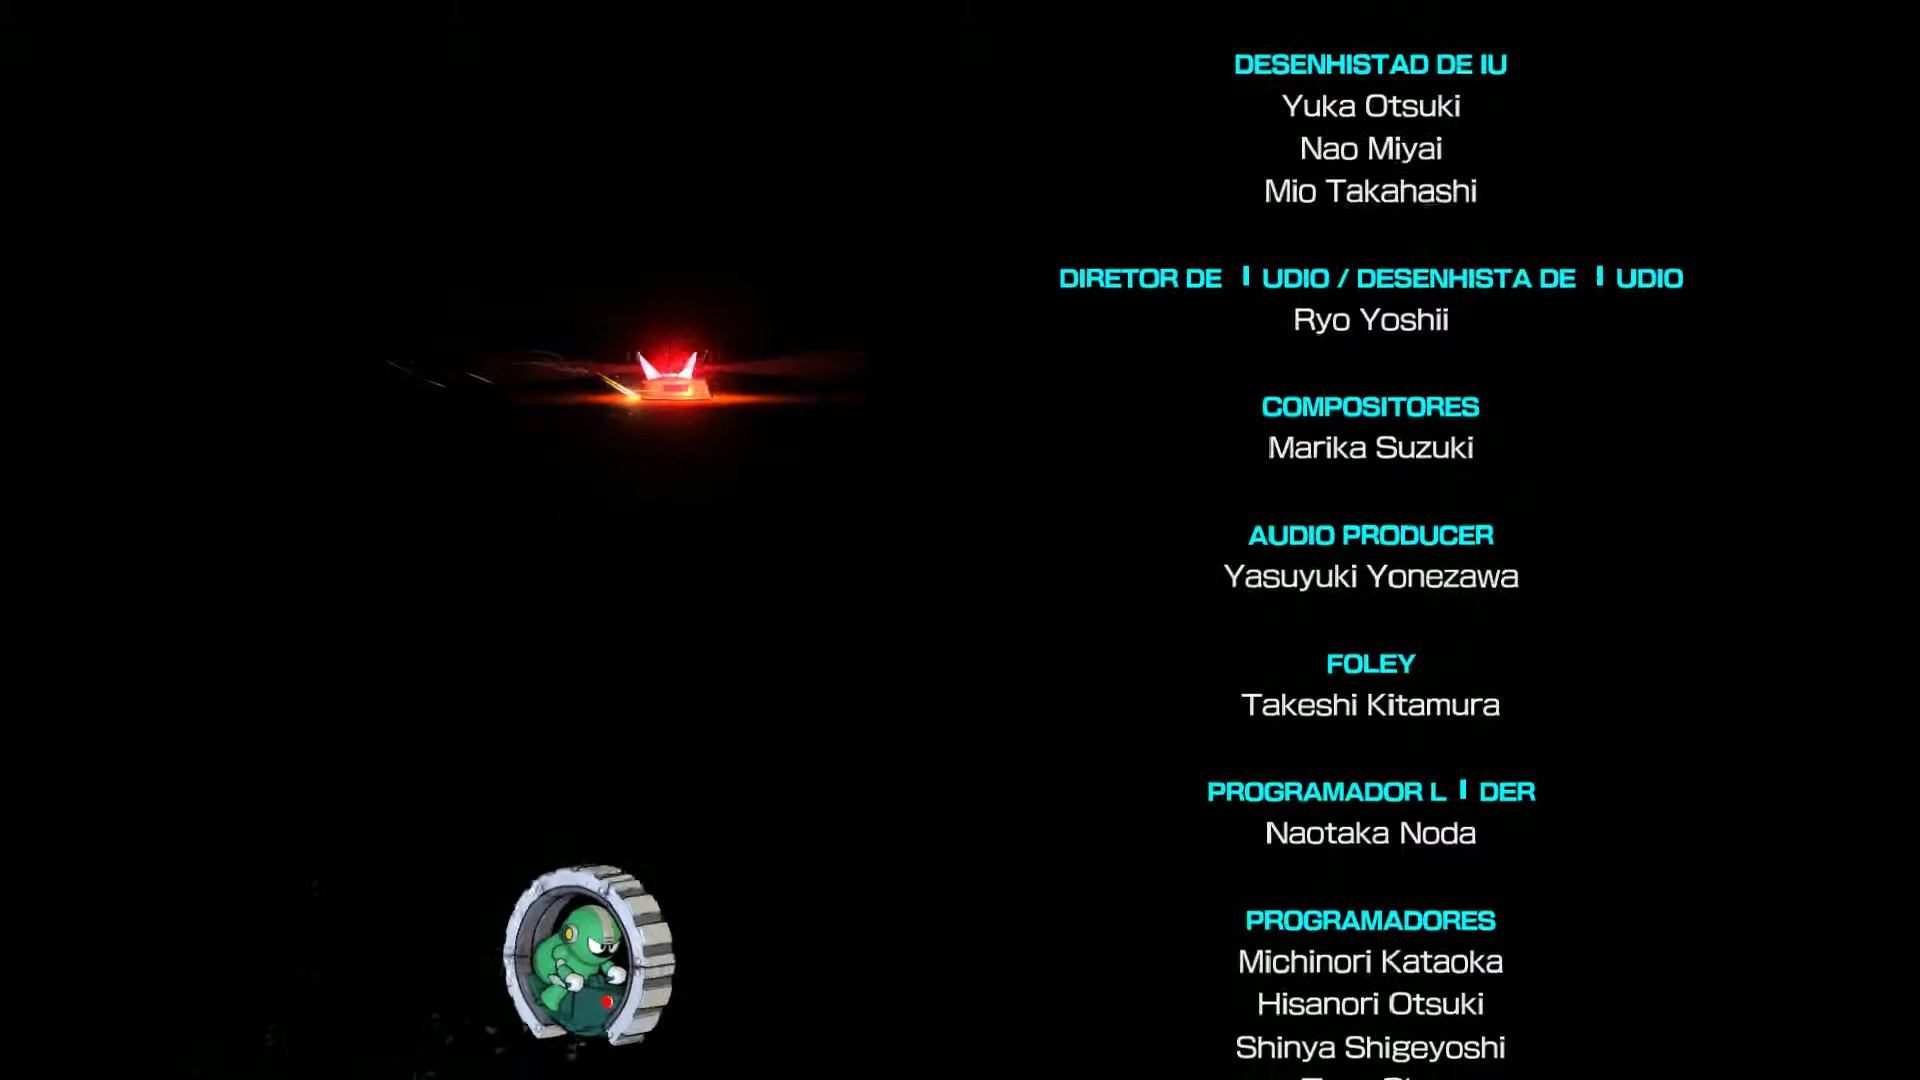 DESENHISTAD DE IU
Yuka Otsuki
Nao Miyai
Mio Takahashi
DIRETOR DE ╹UDIO / DESENHISTA DE ╹UDIO
Ryo Yoshii
COMPOSITORES
Marika Suzuki
AUDIO PRODUCER
Yasuyuki Yonezawa
FOLEY
Takeshi Kitamura
PROGRAMADOR L╹DER
Naotaka Noda
PROGRAMADORES
Michinori Kataoka
Hisanori Otsuki
Shinya Shigeyoshi